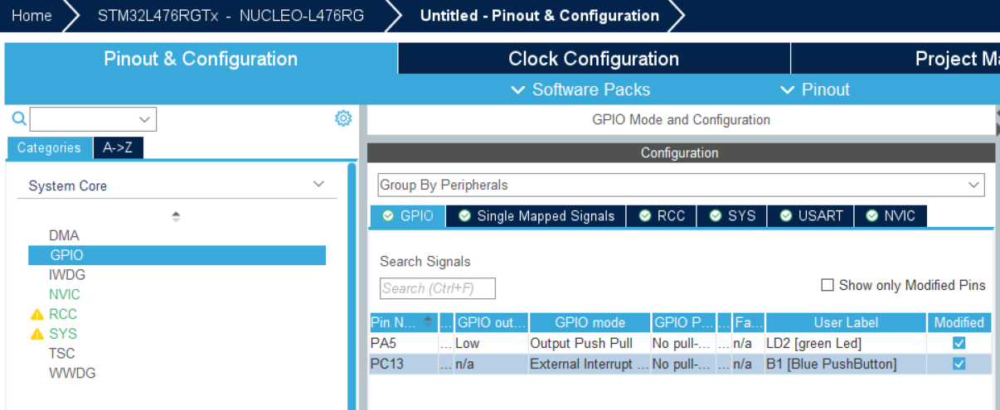 Home STM32L476RGTx - NUCLEO-L476RG Untitled - Pinout & Configuration
Pinout & Configuration Clock Configuration Project Ma
Software Packs Pinout
GPIO Mode and Configuration
Categories A->Z
Configuration
System Core
Group By Peripherals
GPIO Single Mapped Signals RCC SYS USART NVIC
DMA
GPIO
IWDG
NVIC
RCC
SYS
TSC
WWDG
Search Signals
Search (Ctrl+F) Show only Modified Pins
Pin N... ... GPIO out... GPIO mode GPIO P... ... Fa... User Label Modified
PA5 ... Low Output Push Pull No pull-... ... n/a LD2 [green Led]
PC13 ... n/a External Interrupt ... No pull-... ... n/a B1 [Blue PushButton]